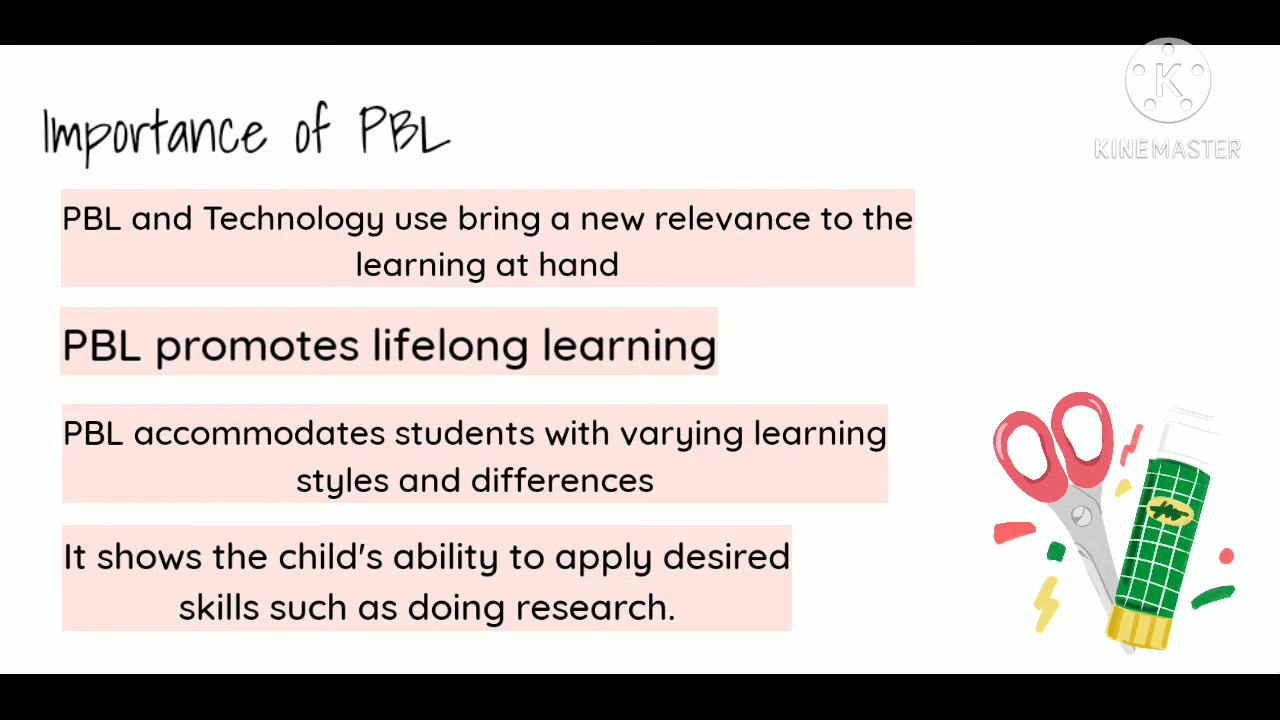 Importance of PBL
K
KINEMASTER
PBL and Technology use bring a new relevance to the
learning at hand
PBL promotes lifelong learning
PBL accommodates students with varying learning
styles and differences
It shows the child's ability to apply desired
skills such as doing research.